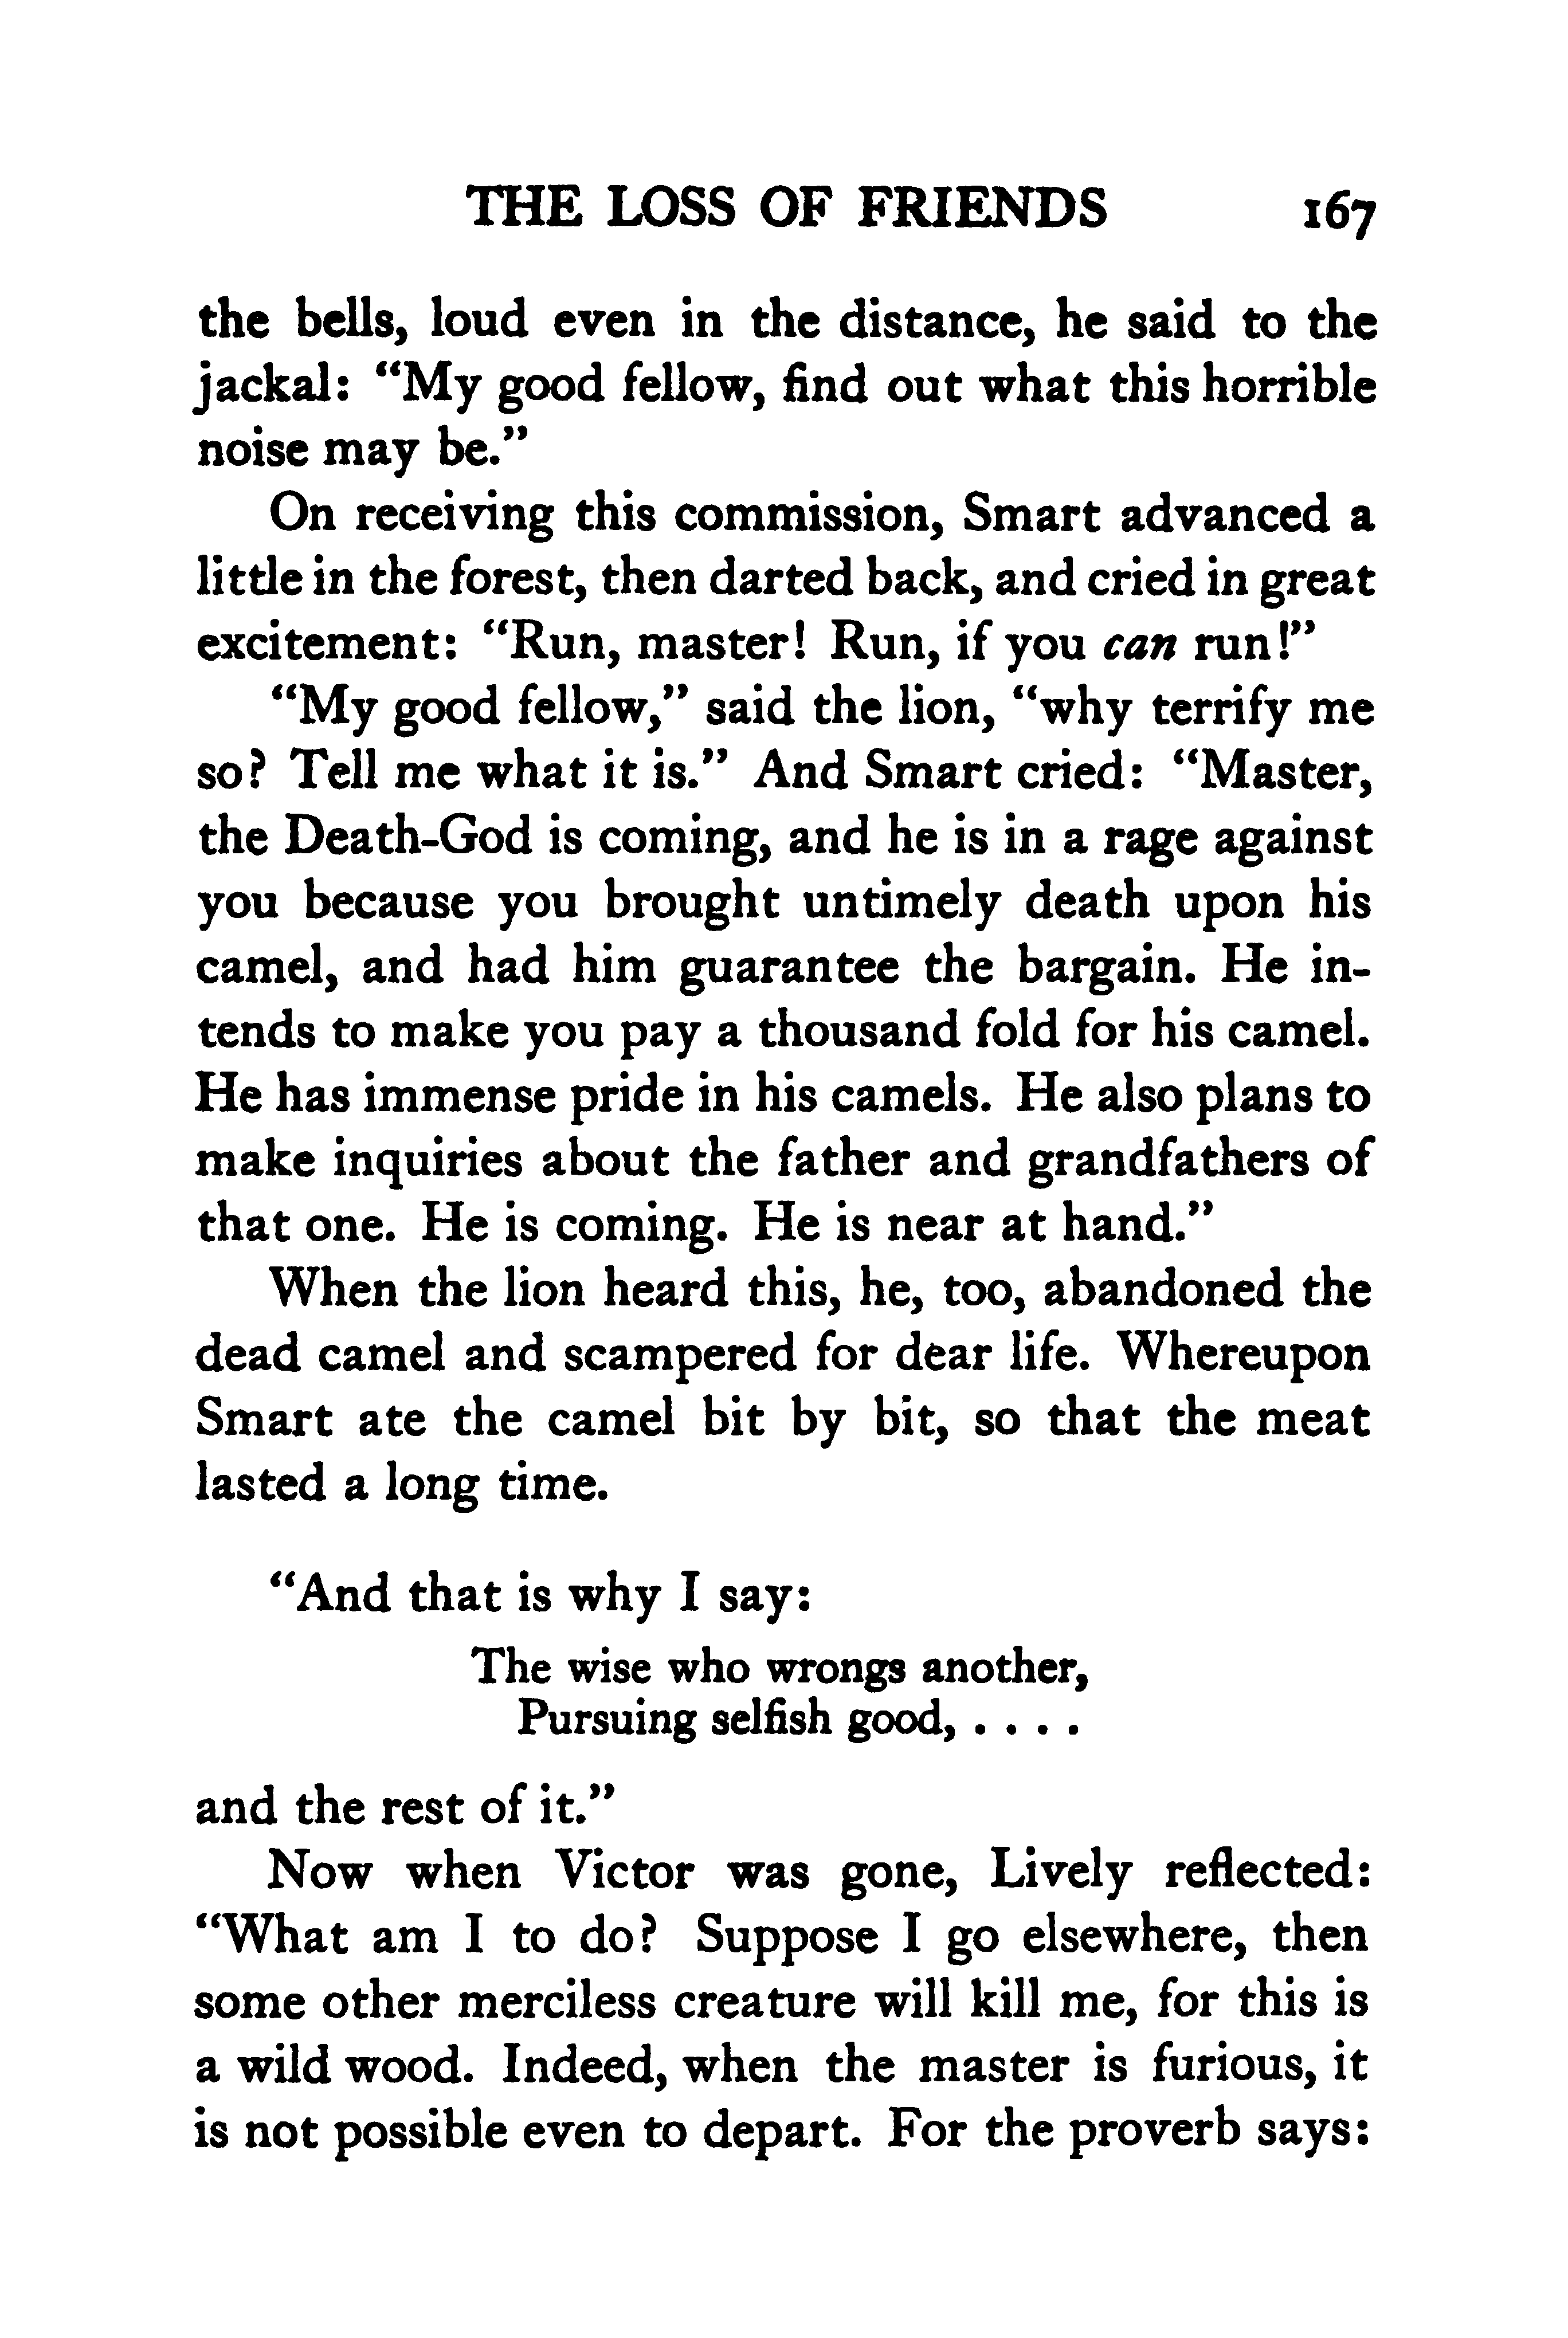 THE LOSS OF FRIENDS 167
the bells, loud even in the distance, he said to the
jackal: “My good fellow, find out what this horrible
noise may be.”
On receiving this commission, Smart advanced a
little in the forest, then darted back, and cried in great
excitement: “Run, master! Run, if you can run!”
“My good fellow,” said the lion, “why terrify me
so? Tell me what it is.” And Smart cried: “Master,
the Death-God is coming, and he is in a rage against
you because you brought untimely death upon his
camel, and had him guarantee the bargain. He in-
tends to make you pay a thousand fold for his camel.
He has immense pride in his camels. He also plans to
make inquiries about the father and grandfathers of
that one. He is coming. He is near at hand.”
When the lion heard this, he, too, abandoned the
dead camel and scampered for dear life. Whereupon
Smart ate the camel bit by bit, so that the meat
lasted a long time.
“And that is why I say:
The wise who wrongs another,
Pursuing selfish good, . . . .
and the rest of it.”
Now when Victor was gone, Lively reflected:
“What am I to do? Suppose I go elsewhere, then
some other merciless creature will kill me, for this is
a wild wood. Indeed, when the master is furious, it
is not possible even to depart. For the proverb says: